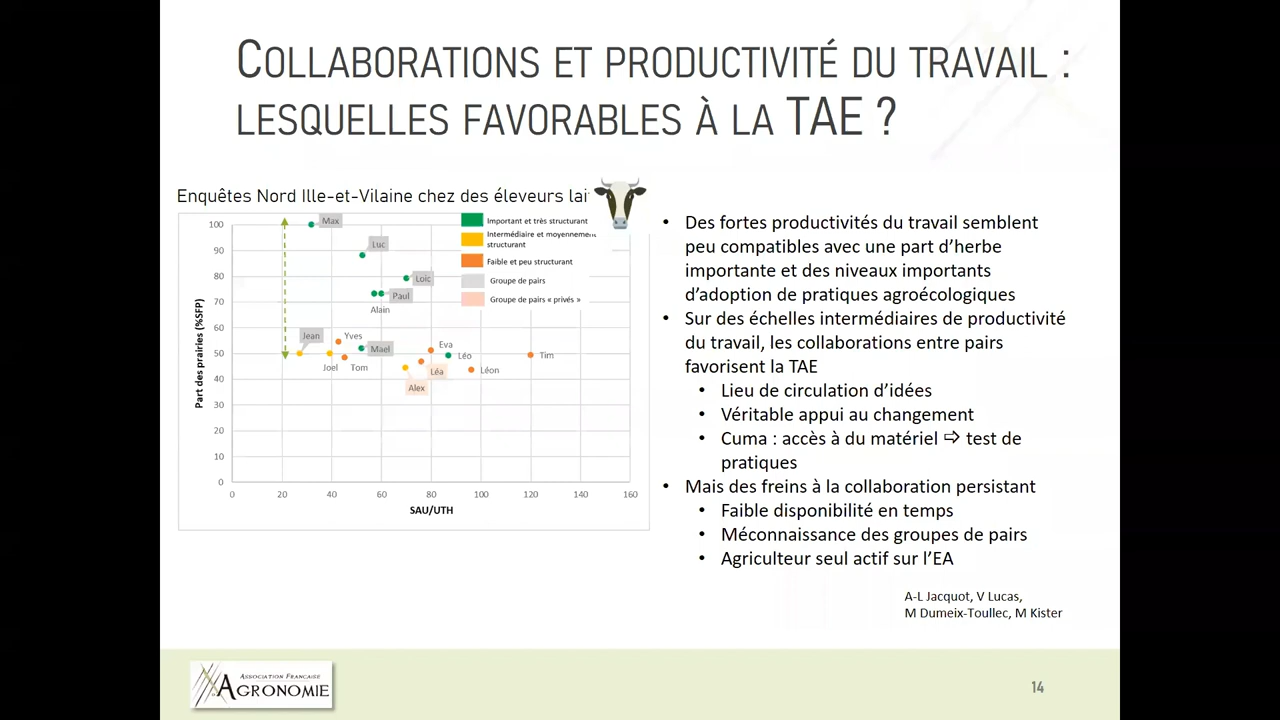 COLLABORATIONS ET PRODUCTIVITÉ DU TRAVAIL :
LESQUELLES FAVORABLES À LA TAE ?
Enquêtes Nord Ille-et-Vilaine chez des éleveurs lai
Part des prairies (%SFP)
100
90
80
70
60
50
40
30
20
10
0
0 20 40 60 80 100 120 140 160
SAU/UTH
Max
Luc
Loic
Paul
Alain
Jean
Yves
Mael
Joel
Tom
Eva
Léo
Léa
Alex
Léon
Tim
Important et très structurant
Intermédiaire et moyennement
structurant
Faible et peu structurant
Groupe de pairs
Groupe de pairs « privés »
• Des fortes productivités du travail semblent
peu compatibles avec une part d’herbe
importante et des niveaux importants
d’adoption de pratiques agroécologiques
• Sur des échelles intermédiaires de productivité
du travail, les collaborations entre pairs
favorisent la TAE
• Lieu de circulation d’idées
• Véritable appui au changement
• Cuma : accès à du matériel ⇨ test de
pratiques
• Mais des freins à la collaboration persistant
• Faible disponibilité en temps
• Méconnaissance des groupes de pairs
• Agriculteur seul actif sur l’EA
A-L Jacquot, V Lucas,
M Dumeix-Toullec, M Kister
ASSOCIATION FRANÇAISE
AGRONOMIE
14